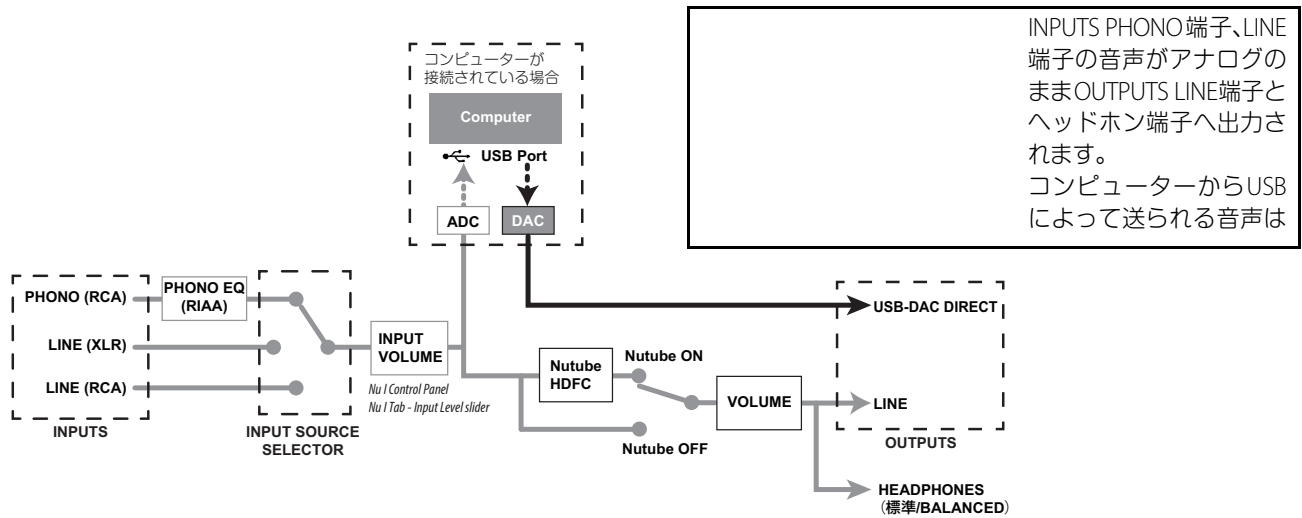 INPUTS PHONO端子、LINE
端子の音声がアナログの
ままOUTPUTS LINE端子と
ヘッドホン端子へ出力さ
れます。
コンピューターからUSB
によって送られる音声は
コンピューターが
接続されている場合
Computer
USB Port
ADC
DAC
PHONO (RCA)
PHONO EQ
(RIAA)
LINE (XLR)
LINE (RCA)
INPUTS
INPUT SOURCE
SELECTOR
INPUT
VOLUME
Nu I Control Panel
Nu I Tab - Input Level slider
Nutube
HDFC
Nutube ON
Nutube OFF
VOLUME
USB-DAC DIRECT
LINE
OUTPUTS
HEADPHONES
(標準/BALANCED)